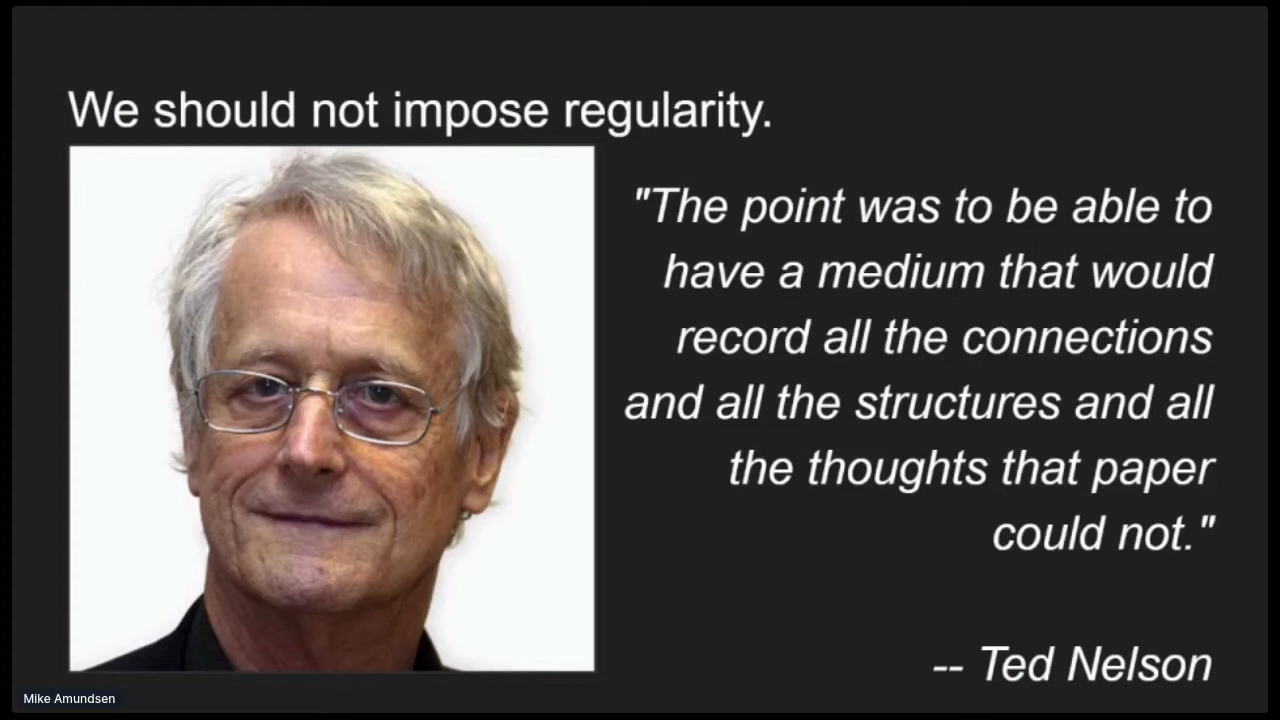 We should not impose regularity.
"The point was to be able to
have a medium that would
record all the connections
and all the structures and all
the thoughts that paper
could not."
-- Ted Nelson
Mike Amundsen